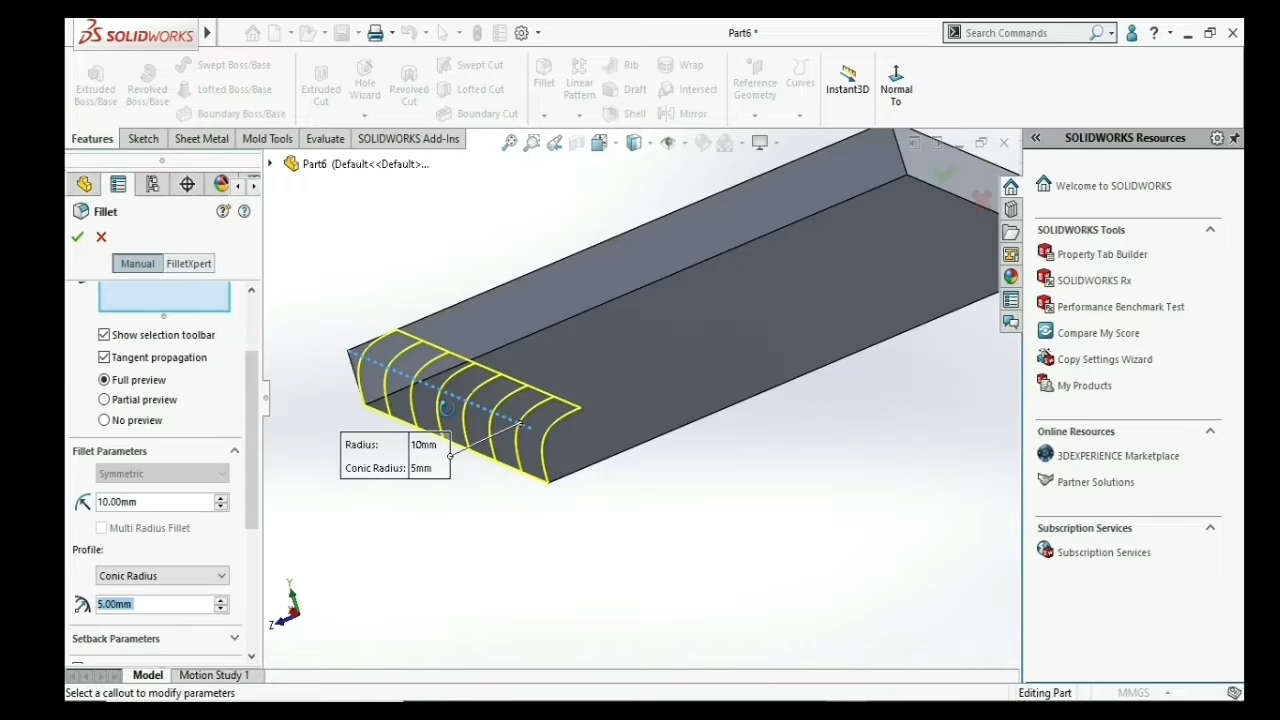 SOLIDWORKS
Part6 *
Search Commands
?
Extruded Boss/Base
Revolved Boss/Base
Swept Boss/Base
Lofted Boss/Base
Boundary Boss/Base
Extruded Cut
Hole Wizard
Revolved Cut
Swept Cut
Lofted Cut
Boundary Cut
Fillet
Linear Pattern
Rib
Draft
Shell
Wrap
Intersect
Mirror
Reference Geometry
Curves
Instant3D
Normal To
Features
Sketch
Sheet Metal
Mold Tools
Evaluate
SOLIDWORKS Add-Ins
SOLIDWORKS Resources
Part6 (Default<<Default>...
Fillet
Manual
FilletXpert
Show selection toolbar
Tangent propagation
Full preview
Partial preview
No preview
Fillet Parameters
Symmetric
10.00mm
Multi Radius Fillet
Profile:
Conic Radius
5.00mm
Setback Parameters
Radius: 10mm
Conic Radius: 5mm
Y
Z
Welcome to SOLIDWORKS
SOLIDWORKS Tools
Property Tab Builder
SOLIDWORKS Rx
Performance Benchmark Test
Compare My Score
Copy Settings Wizard
My Products
Online Resources
3DEXPERIENCE Marketplace
Partner Solutions
Subscription Services
Subscription Services
Model
Motion Study 1
Select a callout to modify parameters
Editing Part
MMGS